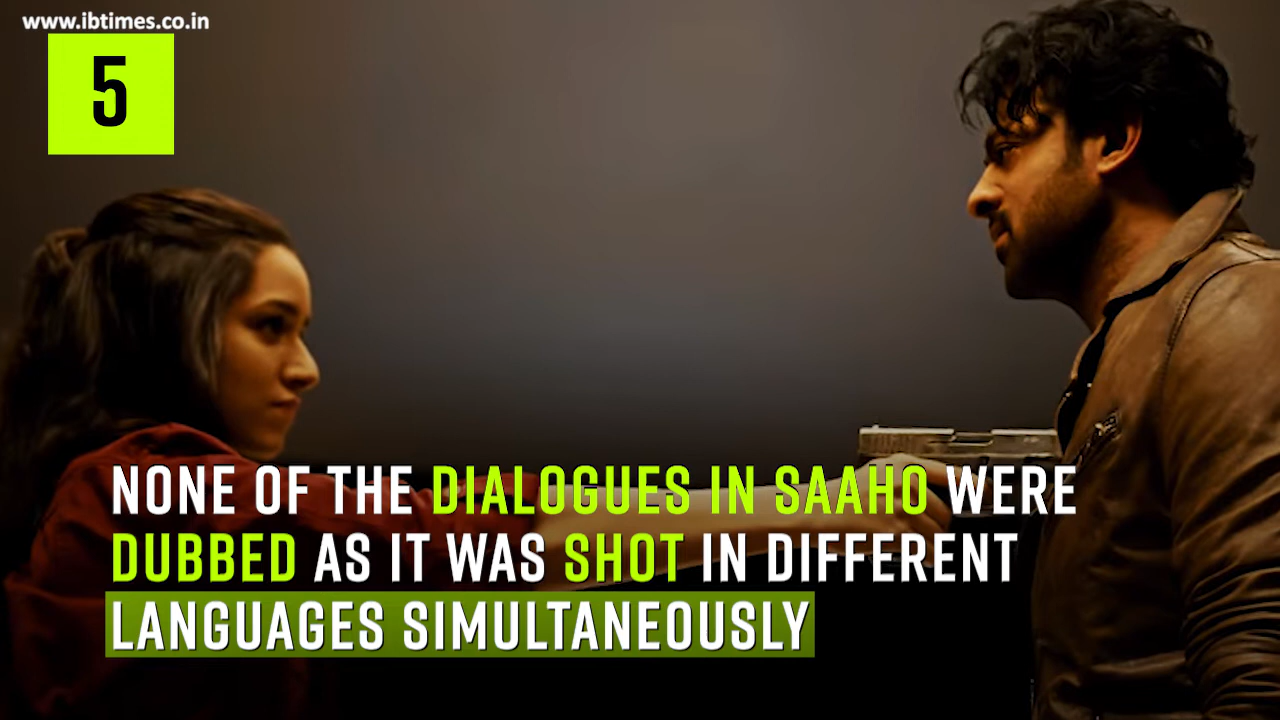 www.ibtimes.co.in
5
NONE OF THE DIALOGUES IN SAAHO WERE
DUBBED AS IT WAS SHOT IN DIFFERENT
LANGUAGES SIMULTANEOUSLY